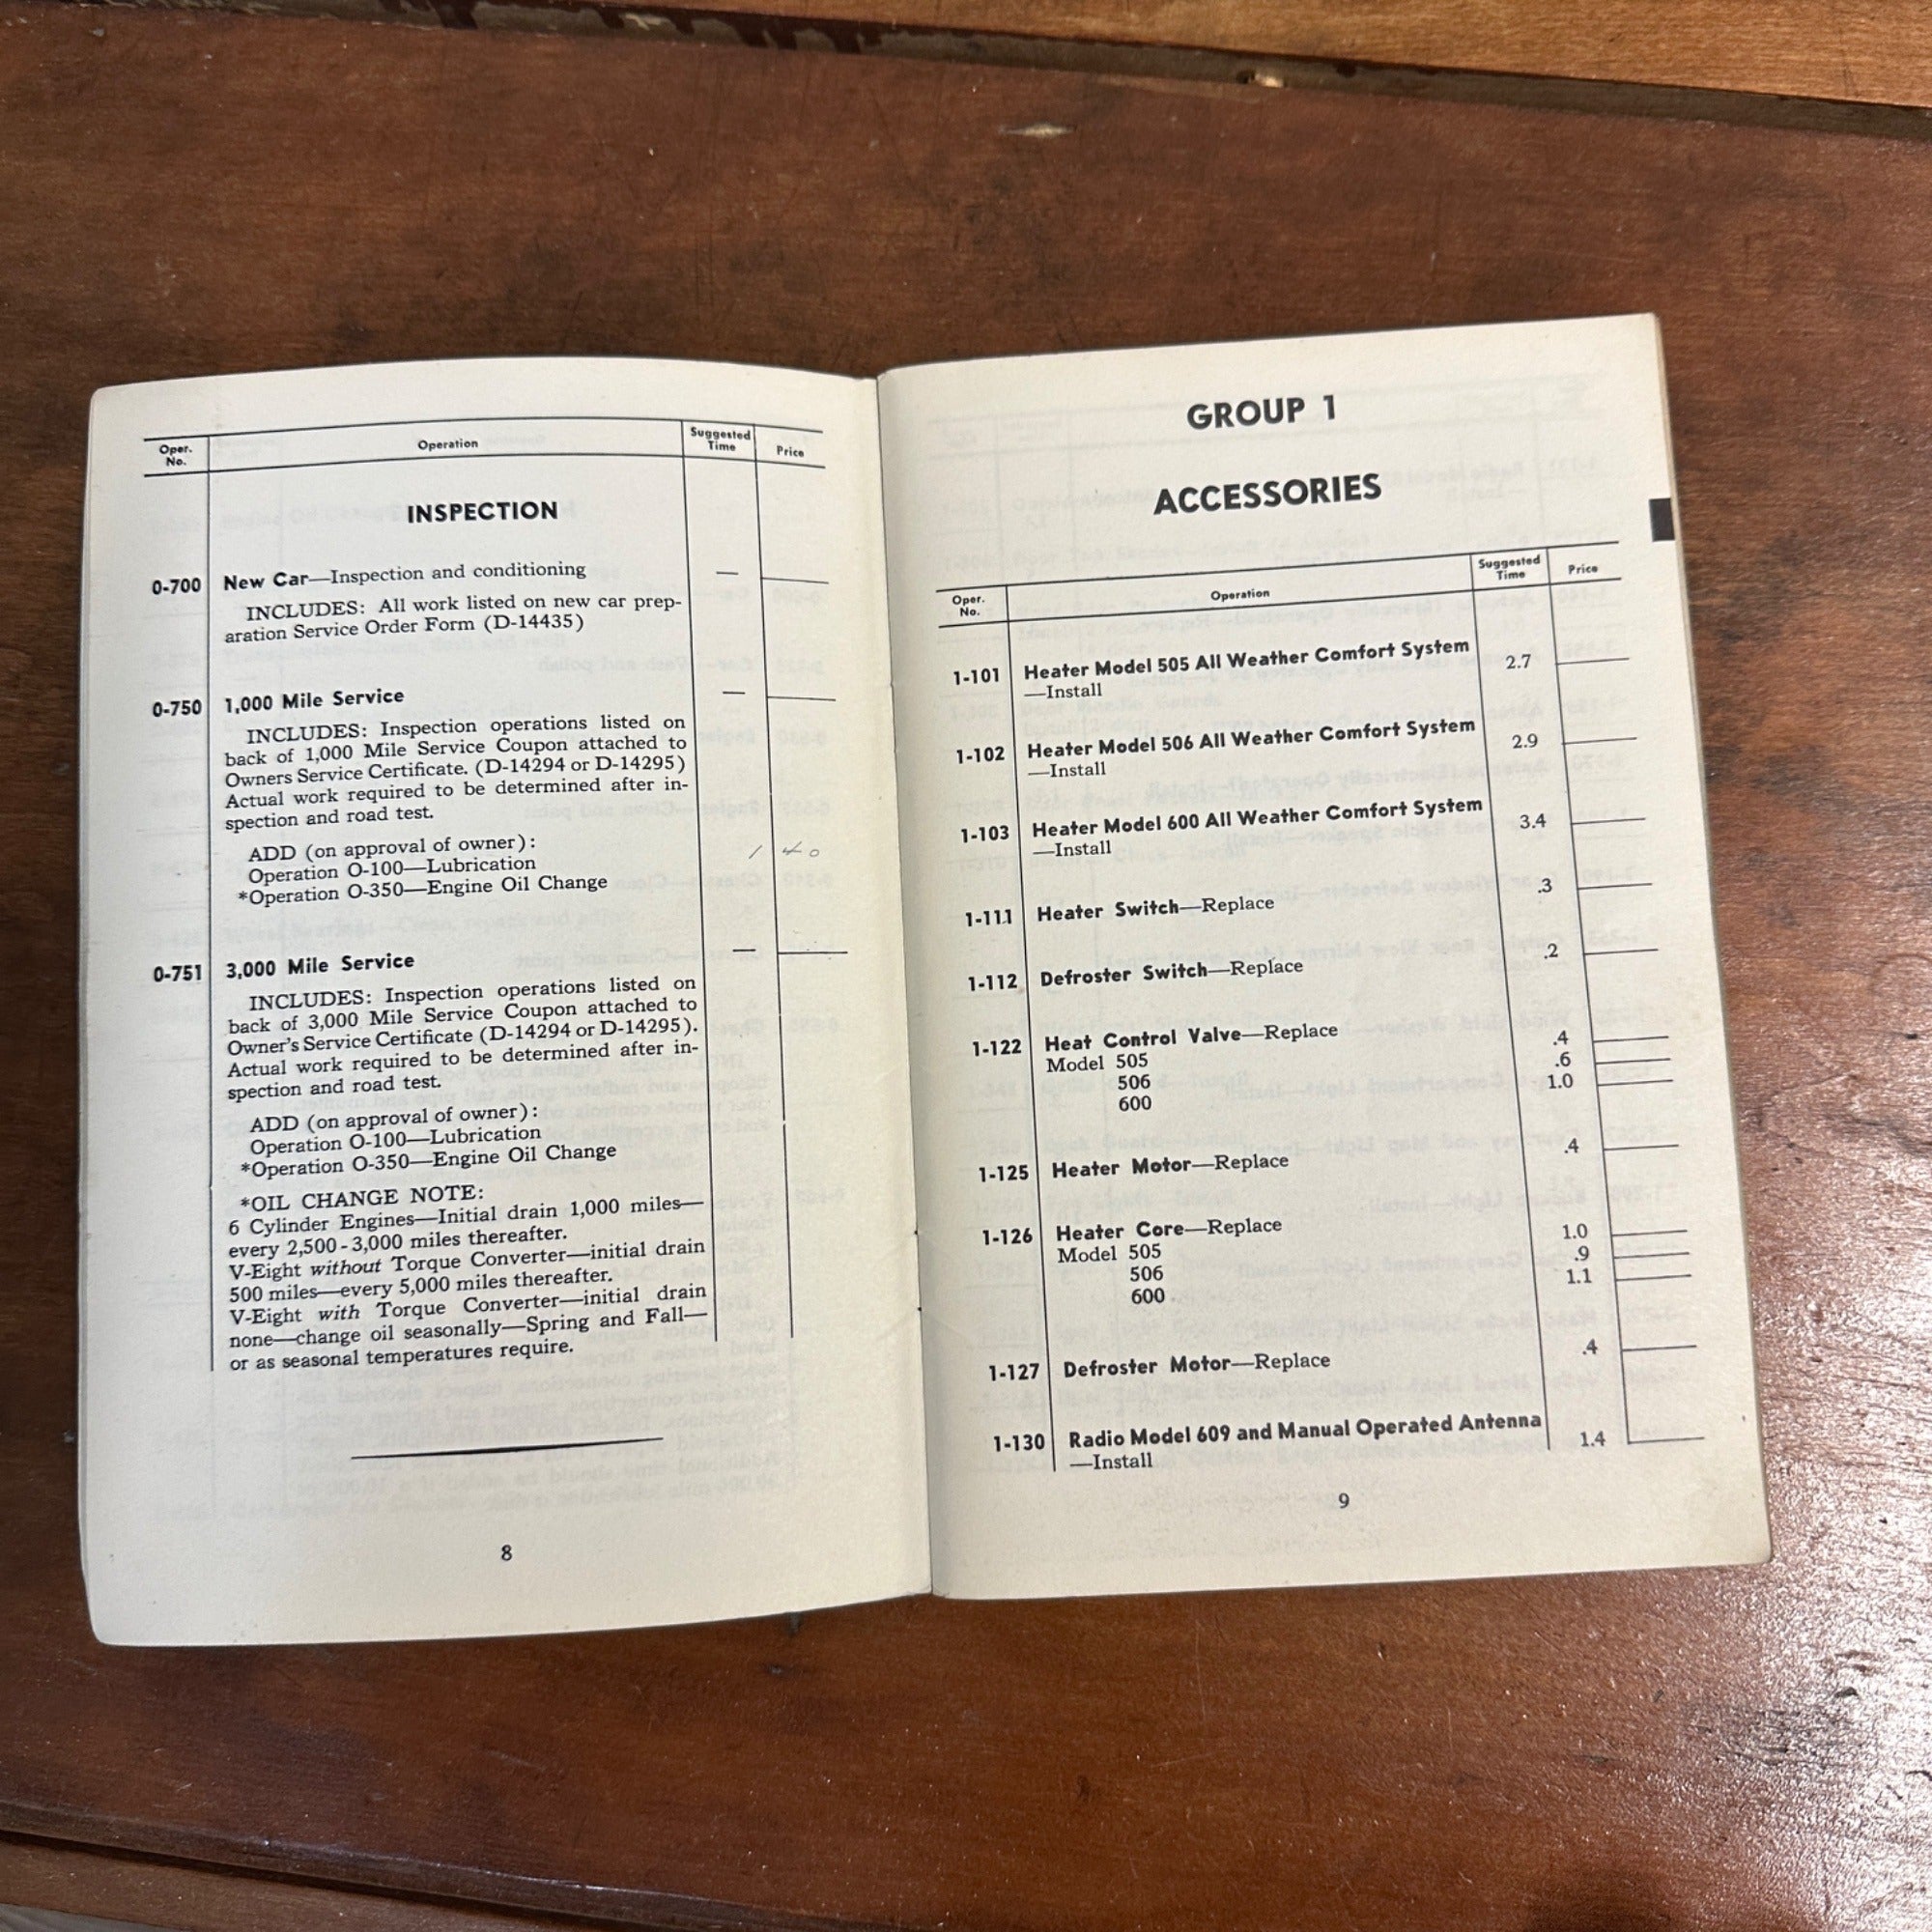 Oper. No. Operation Suggested Time Price
INSPECTION
0-700 New Car—Inspection and conditioning —
INCLUDES: All work listed on new car prep-
aration Service Order Form (D-14435)
0-750 1,000 Mile Service —
INCLUDES: Inspection operations listed on
back of 1,000 Mile Service Coupon attached to
Owners Service Certificate. (D-14294 or D-14295)
Actual work required to be determined after in-
spection and road test.
ADD (on approval of owner):
Operation O-100—Lubrication 1 40
*Operation O-350—Engine Oil Change
0-751 3,000 Mile Service —
INCLUDES: Inspection operations listed on
back of 3,000 Mile Service Coupon attached to
Owner's Service Certificate (D-14294 or D-14295).
Actual work required to be determined after in-
spection and road test.
ADD (on approval of owner):
Operation O-100—Lubrication
*Operation O-350—Engine Oil Change
*OIL CHANGE NOTE:
6 Cylinder Engines—Initial drain 1,000 miles—
every 2,500-3,000 miles thereafter.
V-Eight without Torque Converter—initial drain
500 miles—every 5,000 miles thereafter.
V-Eight with Torque Converter—initial drain
none—change oil seasonally—Spring and Fall—
or as seasonal temperatures require.
8
GROUP 1
ACCESSORIES
Oper. No. Operation Suggested Time Price
1-101 Heater Model 505 All Weather Comfort System 2.7
—Install
1-102 Heater Model 506 All Weather Comfort System 2.9
—Install
1-103 Heater Model 600 All Weather Comfort System 3.4
—Install
1-111 Heater Switch—Replace .3
1-112 Defroster Switch—Replace .2
1-122 Heat Control Valve—Replace
Model 505 .4
506 .6
600 1.0
1-125 Heater Motor—Replace .4
1-126 Heater Core—Replace
Model 505 1.0
506 .9
600 1.1
1-127 Defroster Motor—Replace .4
1-130 Radio Model 609 and Manual Operated Antenna
—Install 1.4
9